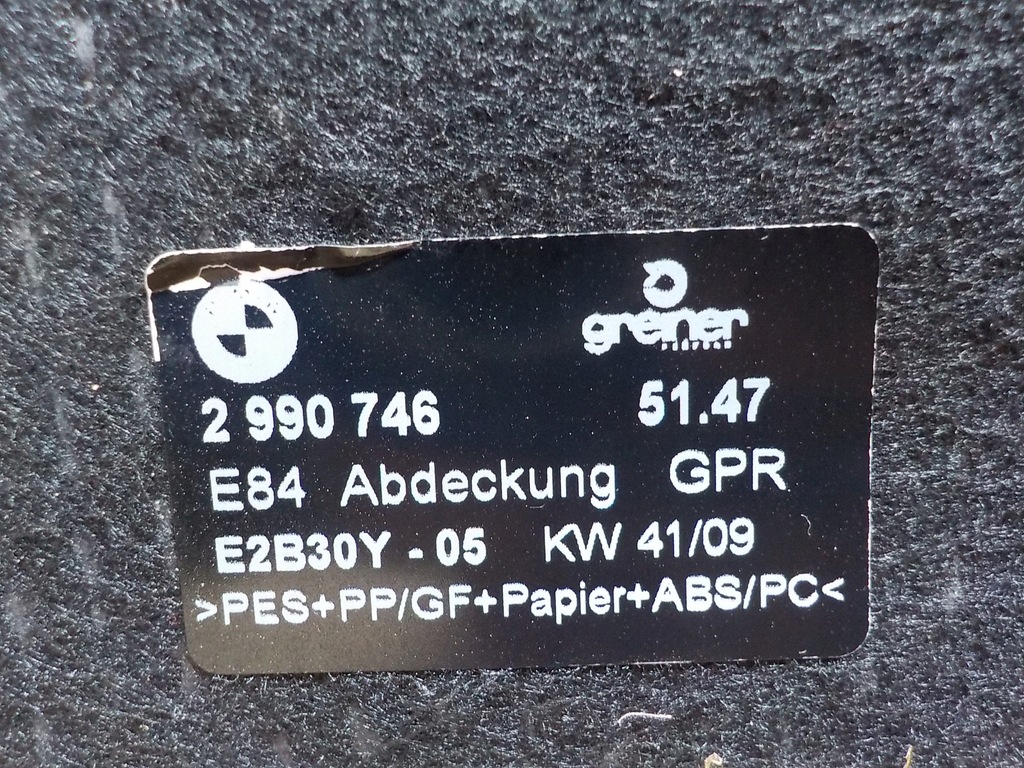 greiner
2 990 746 51.47
E84 Abdeckung GPR
E2B30Y - 05 KW 41/09
>PES+PP/GF+Papier+ABS/PC<